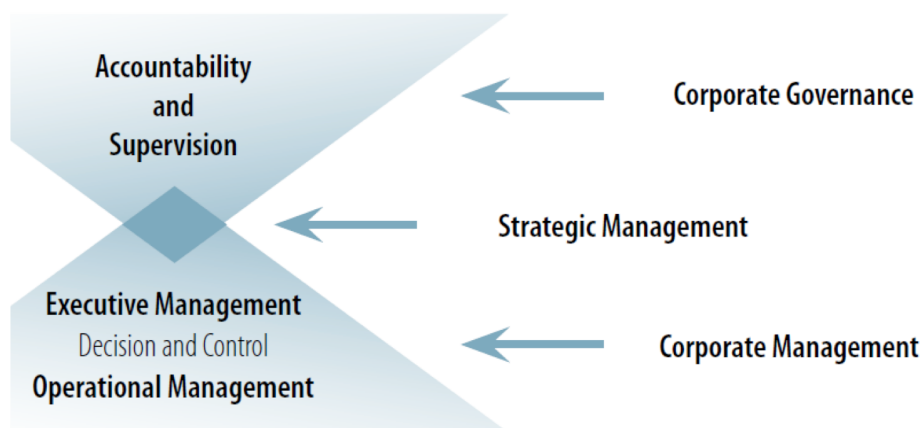 Accountability
and
Supervision
Corporate Governance
Strategic Management
Executive Management
Decision and Control
Operational Management
Corporate Management